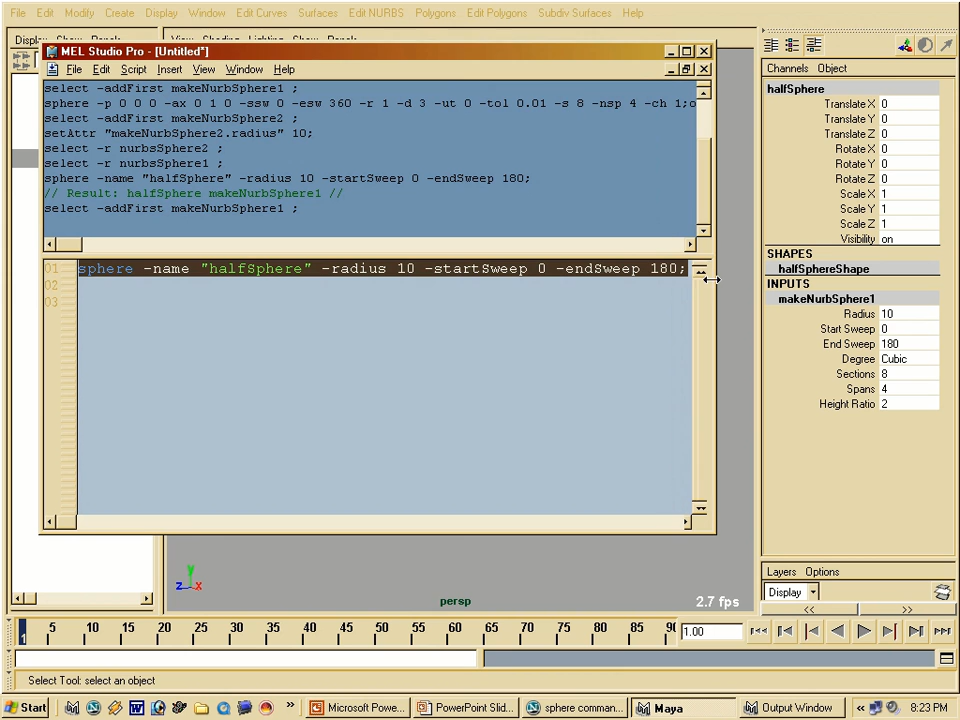 File Edit Modify Create Display Window Edit Curves Surfaces Edit NURBS Polygons Edit Polygons Subdiv Surfaces Help
MEL Studio Pro - [Untitled*]
File Edit Script Insert View Window Help
select -addFirst makeNurbSphere1 ;
sphere -p 0 0 0 -ax 0 1 0 -ssw 0 -esw 360 -r 1 -d 3 -ut 0 -tol 0.01 -s 8 -nsp 4 -ch 1;o
select -addFirst makeNurbSphere2 ;
setAttr "makeNurbSphere2.radius" 10;
select -r nurbsSphere2 ;
select -r nurbsSphere1 ;
sphere -name "halfSphere" -radius 10 -startSweep 0 -endSweep 180;
// Result: halfSphere makeNurbSphere1 //
select -addFirst makeNurbSphere1 ;
01 sphere -name "halfSphere" -radius 10 -startSweep 0 -endSweep 180;
02
03
Channels Object
halfSphere
Translate X 0
Translate Y 0
Translate Z 0
Rotate X 0
Rotate Y 0
Rotate Z 0
Scale X 1
Scale Y 1
Scale Z 1
Visibility on
SHAPES
halfSphereShape
INPUTS
makeNurbSphere1
Radius 10
Start Sweep 0
End Sweep 180
Degree Cubic
Sections 8
Spans 4
Height Ratio 2
Layers Options
Display
<< >>
y
z x
persp
2.7 fps
1 5 10 15 20 25 30 35 40 45 50 55 60 65 70 75 80 85
1.00
Select Tool: select an object
Start
Microsoft Powe...
PowerPoint Slid...
sphere comman...
Maya
Output Window
8:23 PM